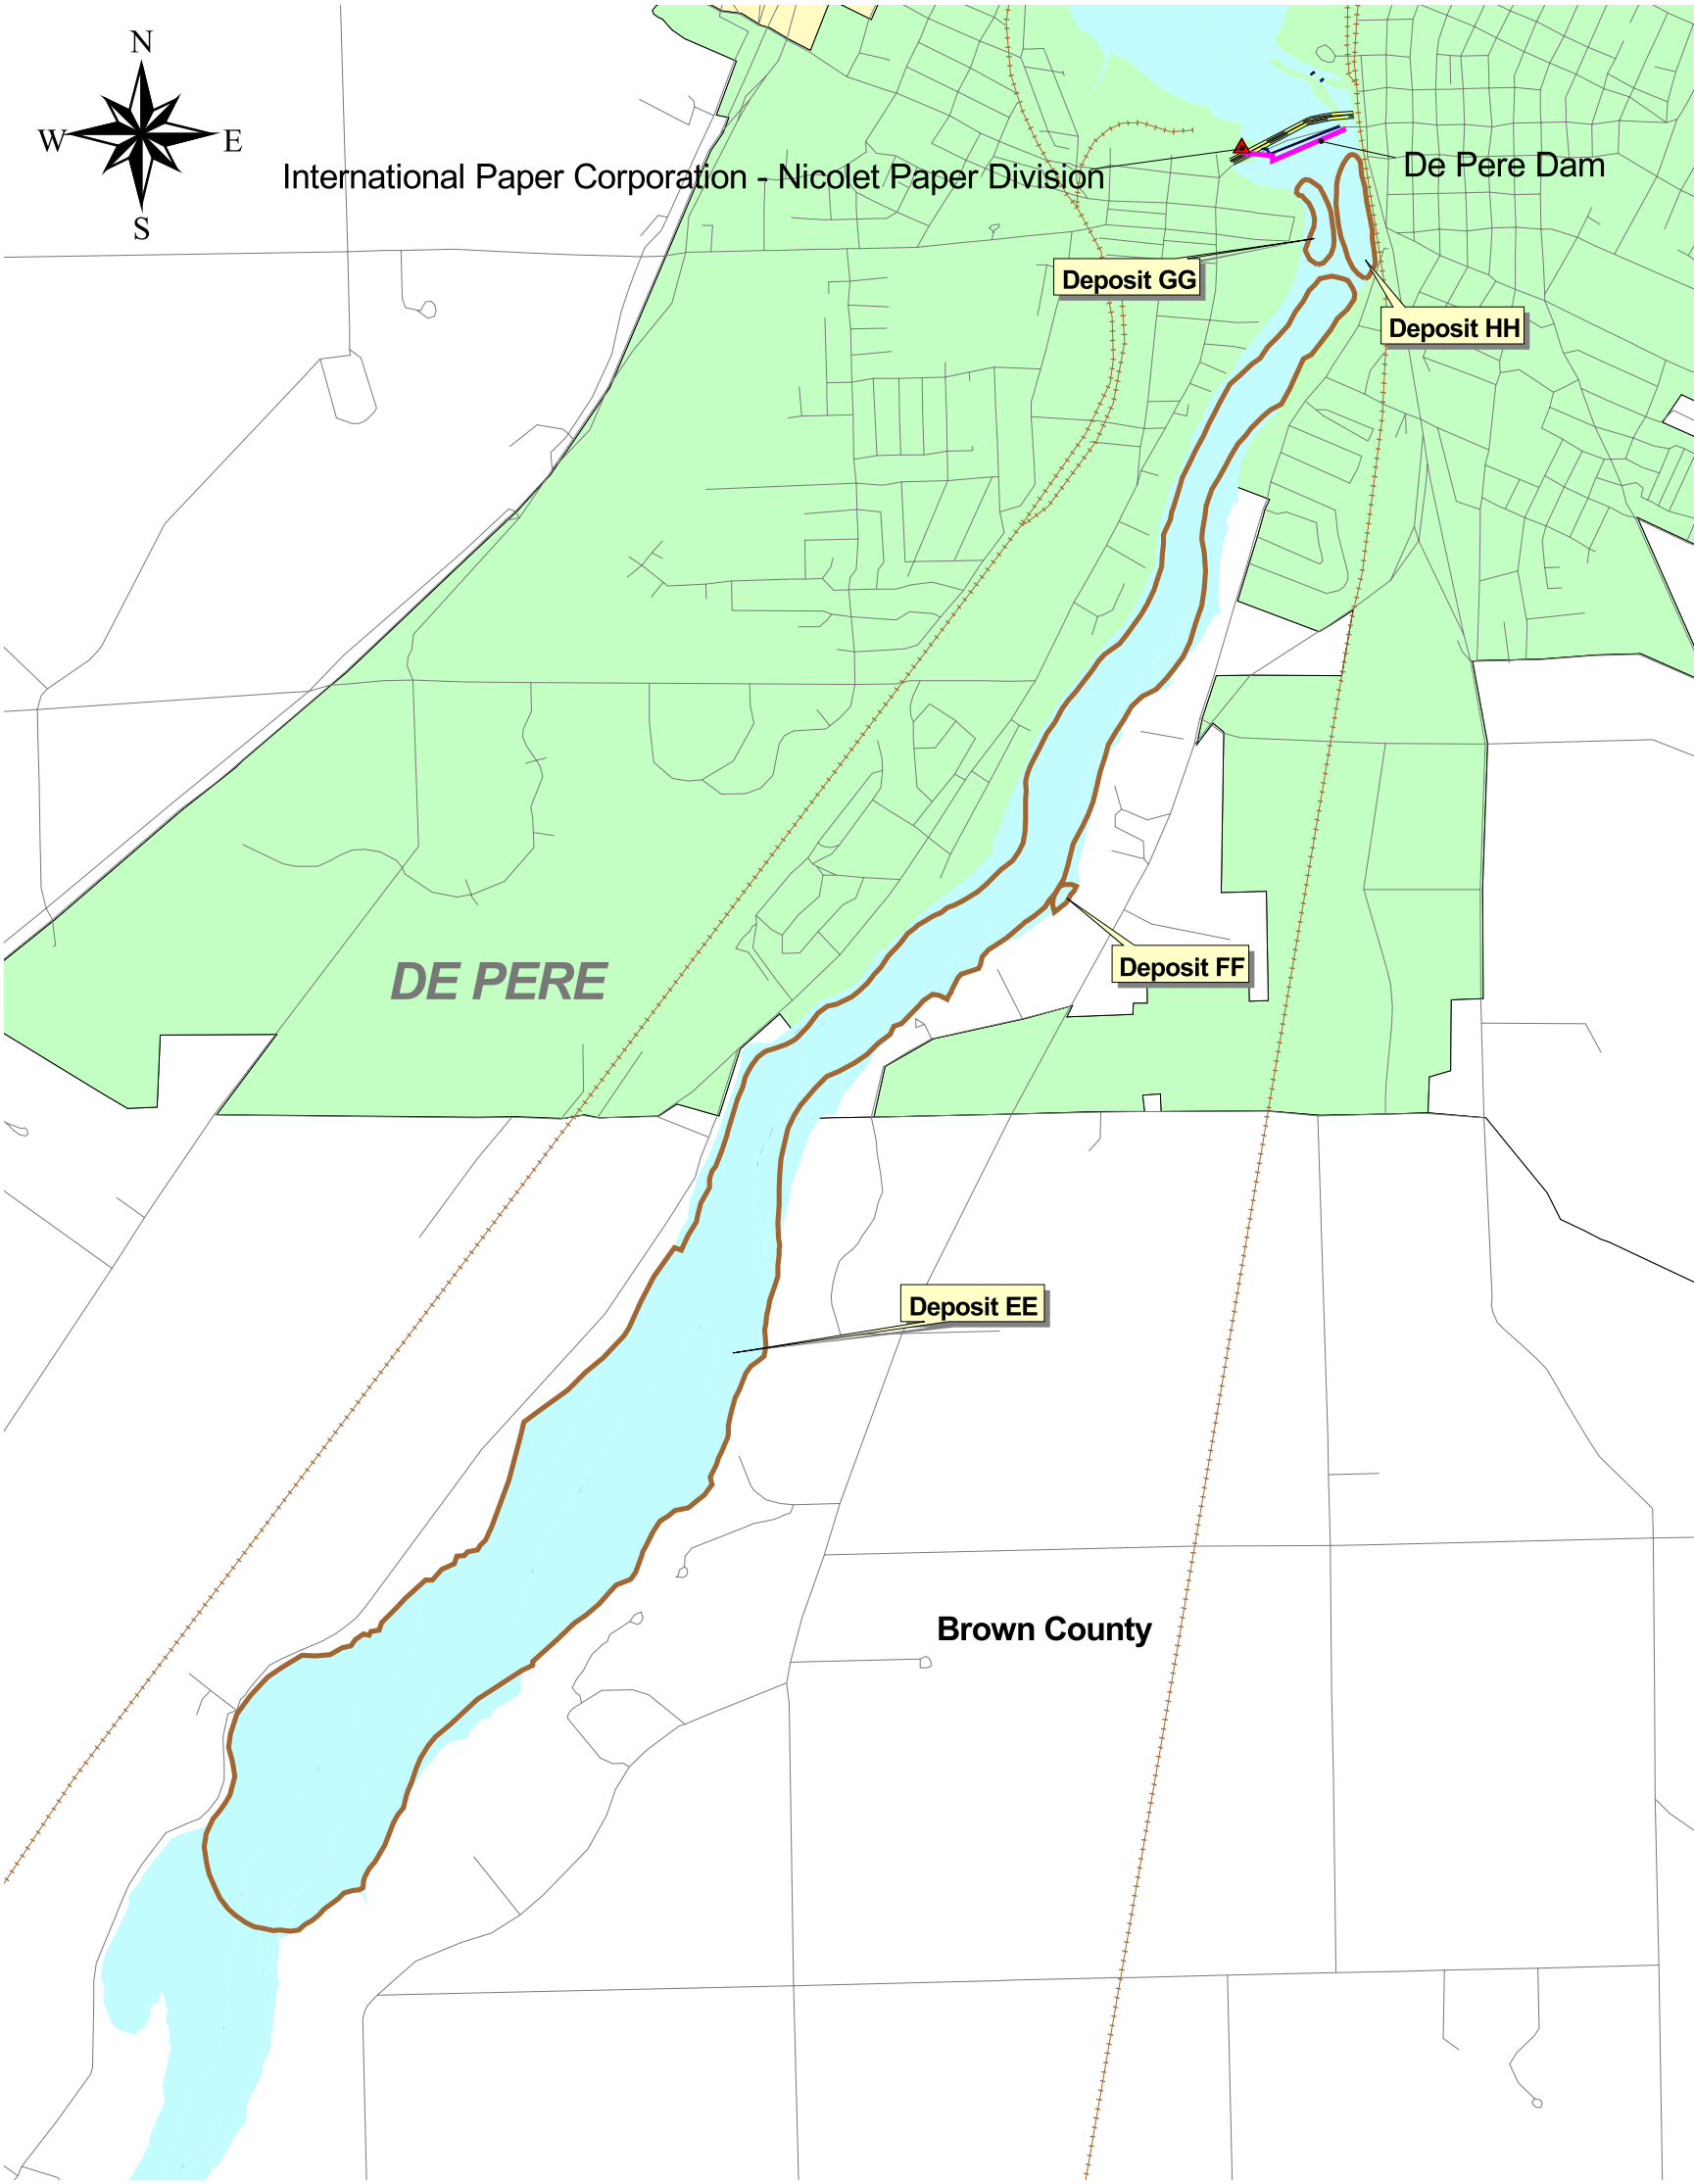 N
W
E
S
International Paper Corporation - Nicolet Paper Division
De Pere Dam
Deposit GG
Deposit HH
Deposit FF
DE PERE
Deposit EE
Brown County